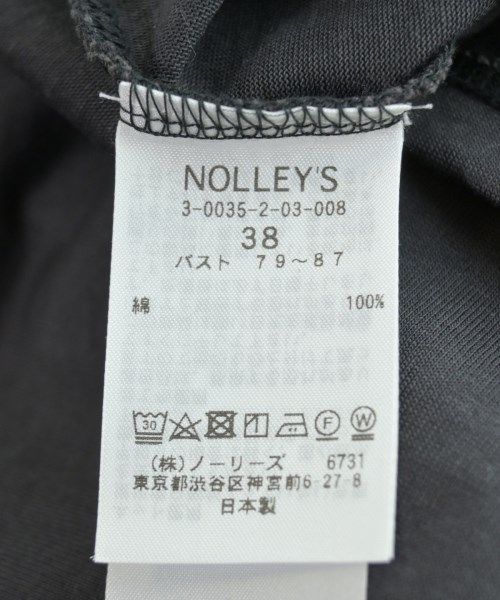 NOLLEY'S
3-0035-2-03-008
38
バスト 79～87
綿 100%
30 F W
(株)ノーリーズ 6731
東京都渋谷区神宮前6-27-8
日本製